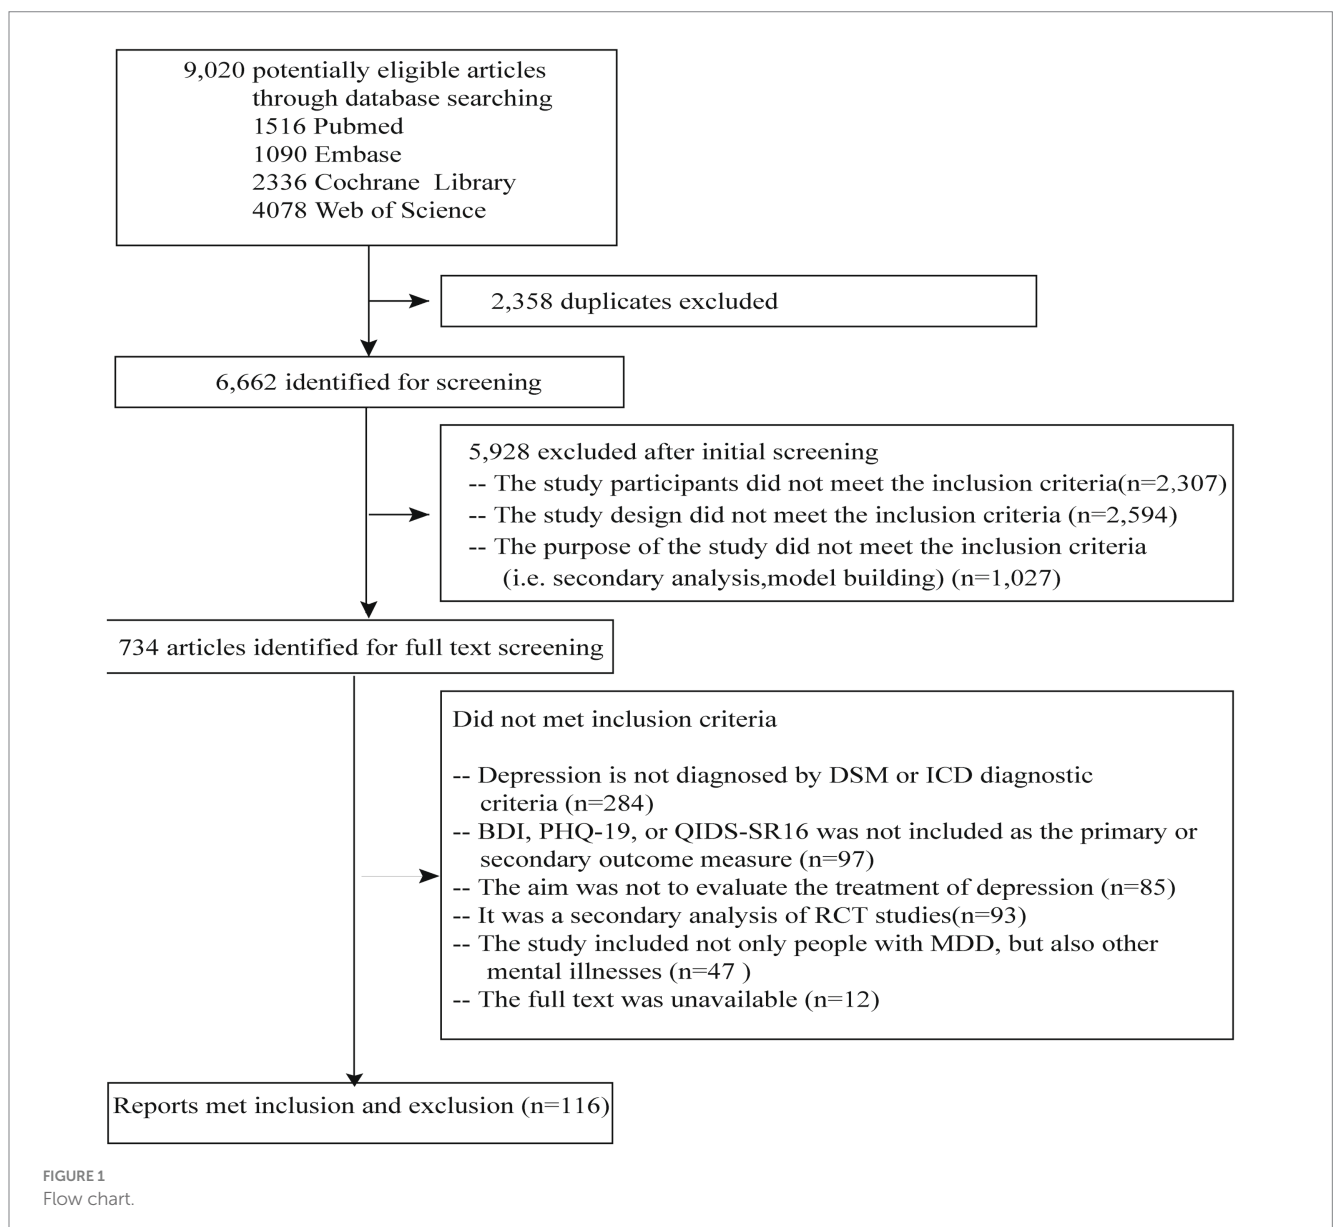 9,020 potentially eligible articles
through database searching
1516 Pubmed
1090 Embase
2336 Cochrane Library
4078 Web of Science
2,358 duplicates excluded
6,662 identified for screening
5,928 excluded after initial screening
-- The study participants did not meet the inclusion criteria(n=2,307)
-- The study design did not meet the inclusion criteria (n=2,594)
-- The purpose of the study did not meet the inclusion criteria
(i.e. secondary analysis,model building) (n=1,027)
734 articles identified for full text screening
Did not met inclusion criteria
-- Depression is not diagnosed by DSM or ICD diagnostic
criteria (n=284)
-- BDI, PHQ-19, or QIDS-SR16 was not included as the primary or
secondary outcome measure (n=97)
-- The aim was not to evaluate the treatment of depression (n=85)
-- It was a secondary analysis of RCT studies(n=93)
-- The study included not only people with MDD, but also other
mental illnesses (n=47 )
-- The full text was unavailable (n=12)
Reports met inclusion and exclusion (n=116)
FIGURE 1
Flow chart.